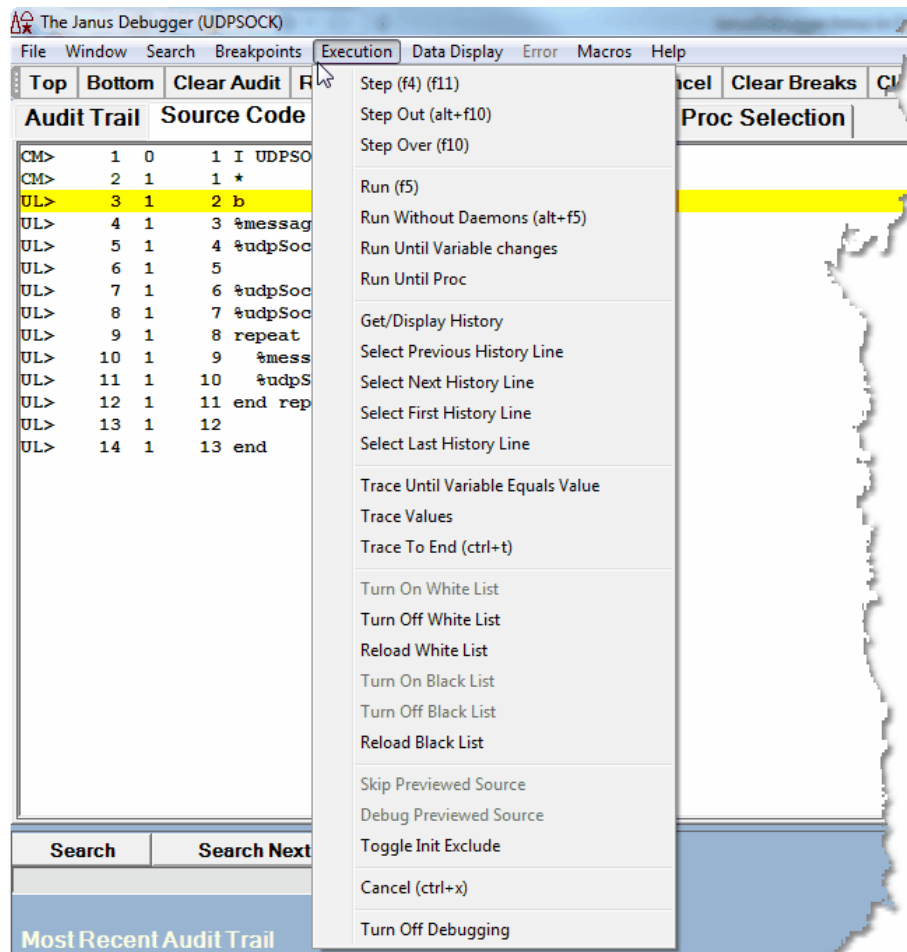 The Janus Debugger (UDPSOCK)
File Window Search Breakpoints Execution Data Display Error Macros Help
Top Bottom Clear Audit Clear Breaks
Audit Trail Source Code Proc Selection
CM> 1 0 1 I UDPSO
CM> 2 1 1 *
UL> 3 1 2 b
UL> 4 1 3 %messag
UL> 5 1 4 %udpSoc
UL> 6 1 5
UL> 7 1 6 %udpSoc
UL> 8 1 7 %udpSoc
UL> 9 1 8 repeat
UL> 10 1 9 %mess
UL> 11 1 10 %udpS
UL> 12 1 11 end rep
UL> 13 1 12
UL> 14 1 13 end
Step (f4) (f11)
Step Out (alt+f10)
Step Over (f10)
Run (f5)
Run Without Daemons (alt+f5)
Run Until Variable changes
Run Until Proc
Get/Display History
Select Previous History Line
Select Next History Line
Select First History Line
Select Last History Line
Trace Until Variable Equals Value
Trace Values
Trace To End (ctrl+t)
Turn On White List
Turn Off White List
Reload White List
Turn On Black List
Turn Off Black List
Reload Black List
Skip Previewed Source
Debug Previewed Source
Toggle Init Exclude
Cancel (ctrl+x)
Turn Off Debugging
Search Search Next
Most Recent Audit Trail